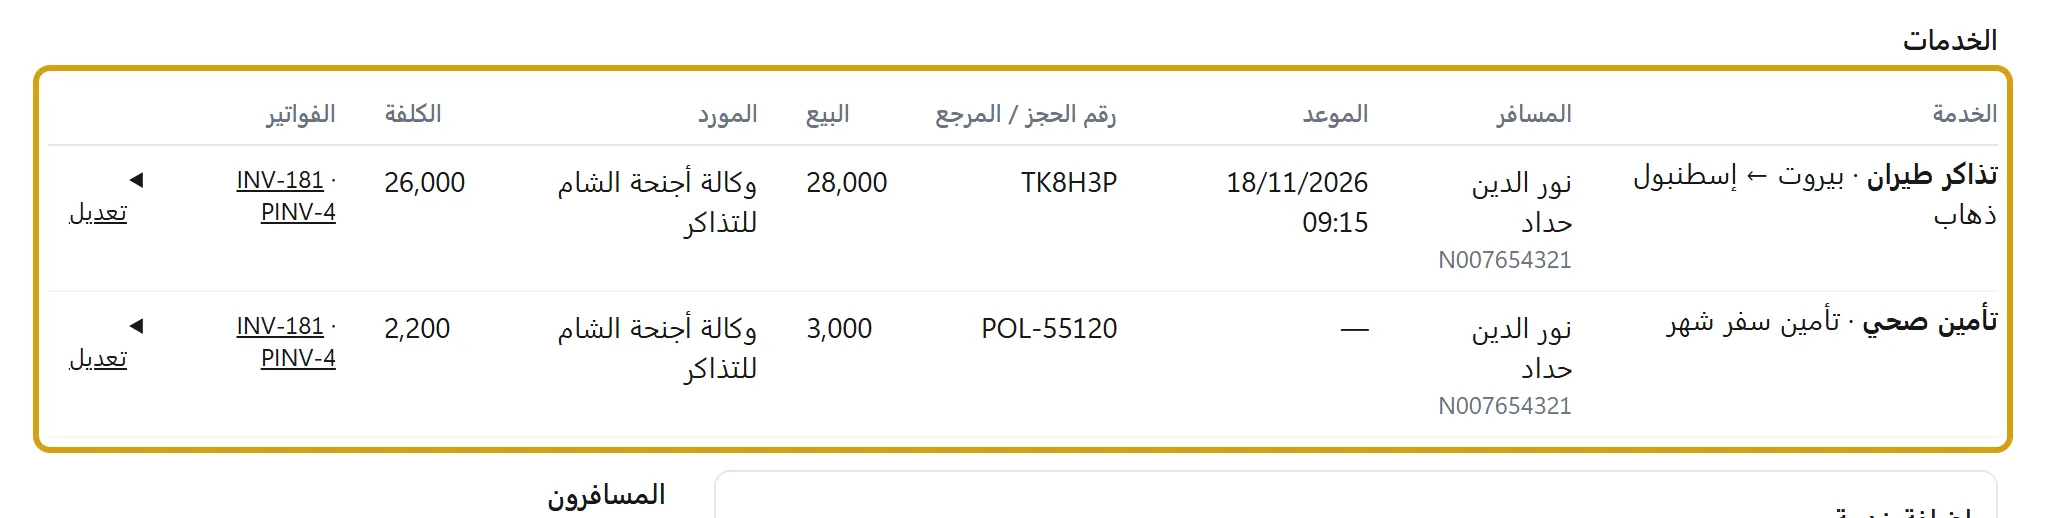 الخدمات
الخدمة المسافر الموعد رقم الحجز / المرجع البيع المورد الكلفة الفواتير
تذاكر طيران · بيروت ← إسطنبول نور الدين 18/11/2026 TK8H3P 28,000 وكالة أجنحة الشام 26,000 INV-181 · ◀
ذهاب حداد 09:15 للتذاكر PINV-4 تعديل
N007654321
تأمين صحي · تأمين سفر شهر نور الدين — POL-55120 3,000 وكالة أجنحة الشام 2,200 INV-181 · ◀
حداد للتذاكر PINV-4 تعديل
N007654321
المسافرون